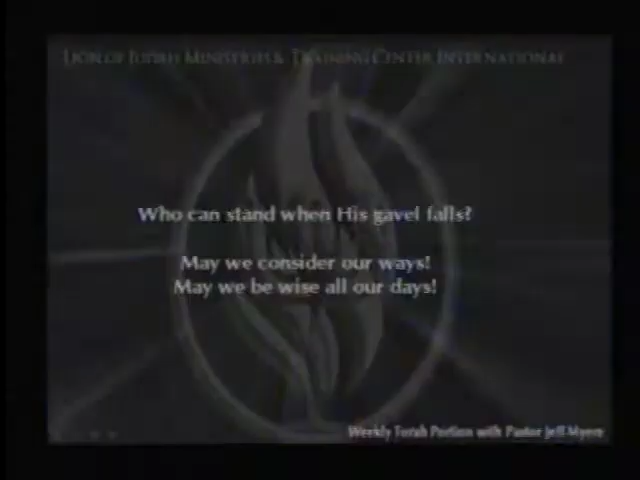 Lion of Judah Ministries & Training Center International
Who can stand when His gavel falls?
May we consider our ways!
May we be wise all our days!
Weekly Torah Portion with Pastor Jeff Myers